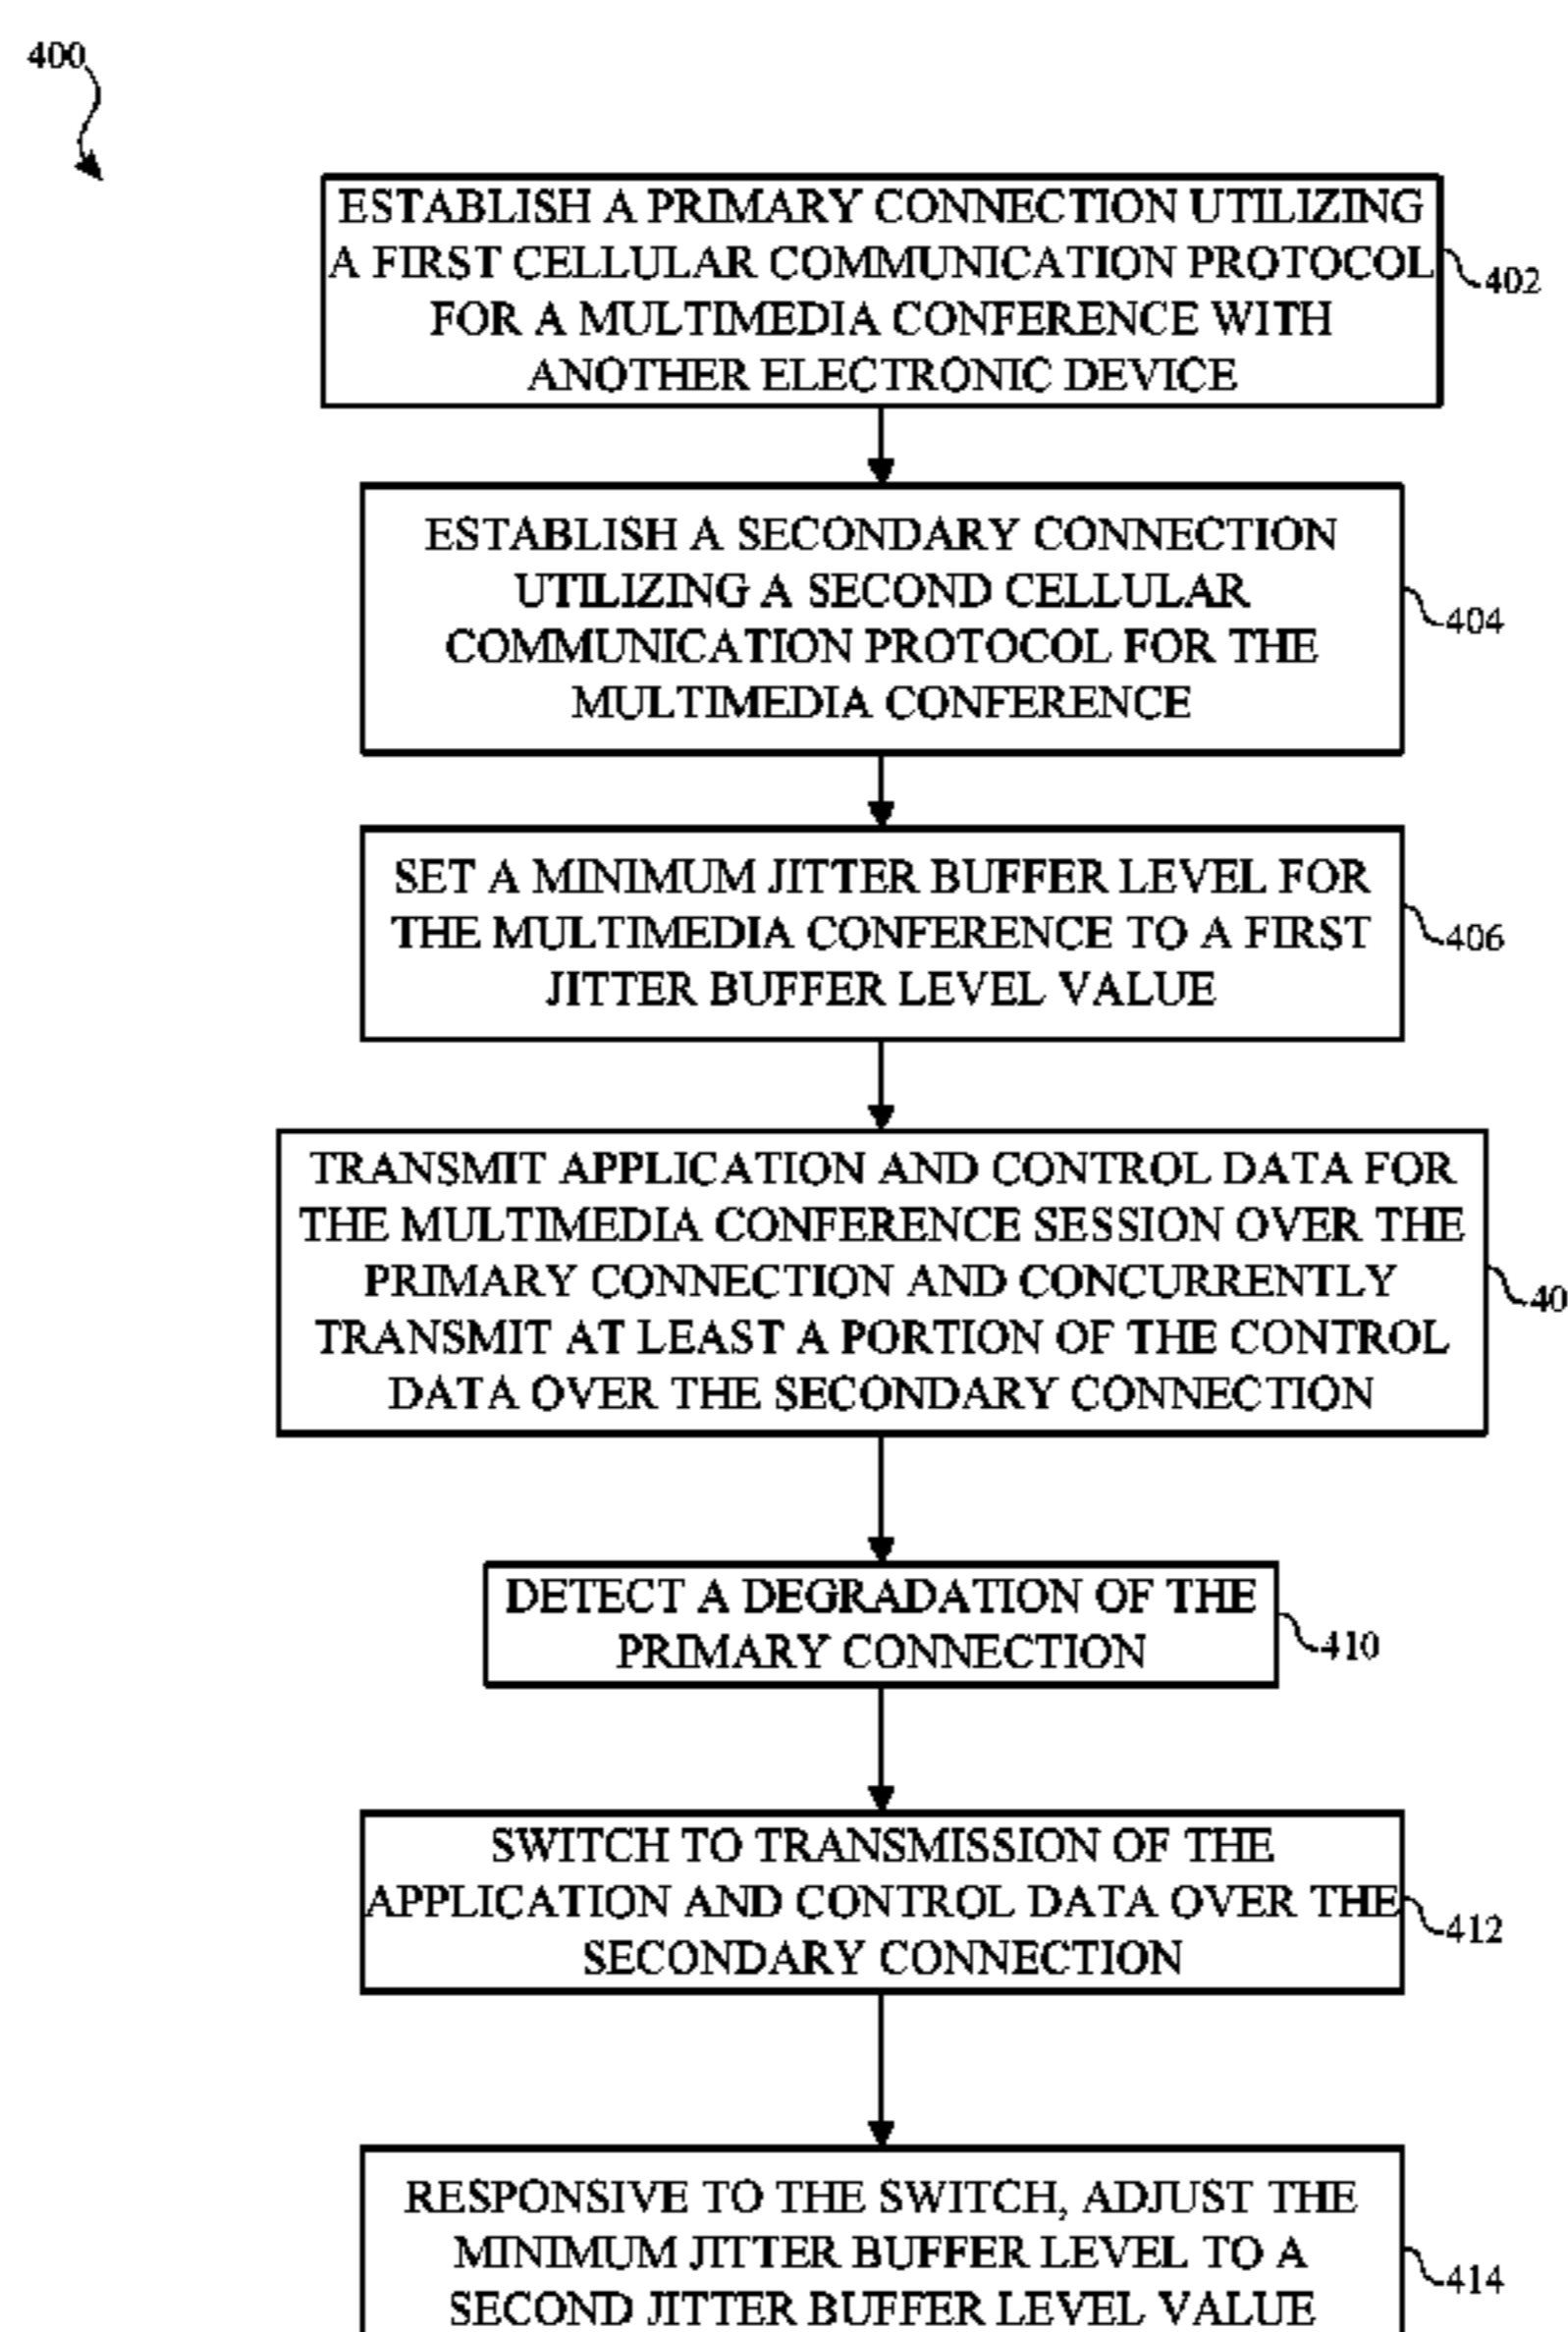 400
ESTABLISH A PRIMARY CONNECTION UTILIZING
A FIRST CELLULAR COMMUNICATION PROTOCOL
FOR A MULTIMEDIA CONFERENCE WITH
ANOTHER ELECTRONIC DEVICE
402
ESTABLISH A SECONDARY CONNECTION
UTILIZING A SECOND CELLULAR
COMMUNICATION PROTOCOL FOR THE
MULTIMEDIA CONFERENCE
404
SET A MINIMUM JITTER BUFFER LEVEL FOR
THE MULTIMEDIA CONFERENCE TO A FIRST
JITTER BUFFER LEVEL VALUE
406
TRANSMIT APPLICATION AND CONTROL DATA FOR
THE MULTIMEDIA CONFERENCE SESSION OVER THE
PRIMARY CONNECTION AND CONCURRENTLY
TRANSMIT AT LEAST A PORTION OF THE CONTROL
DATA OVER THE SECONDARY CONNECTION
40
DETECT A DEGRADATION OF THE
PRIMARY CONNECTION
410
SWITCH TO TRANSMISSION OF THE
APPLICATION AND CONTROL DATA OVER THE
SECONDARY CONNECTION
412
RESPONSIVE TO THE SWITCH, ADJUST THE
MINIMUM JITTER BUFFER LEVEL TO A
SECOND JITTER BUFFER LEVEL VALUE
414